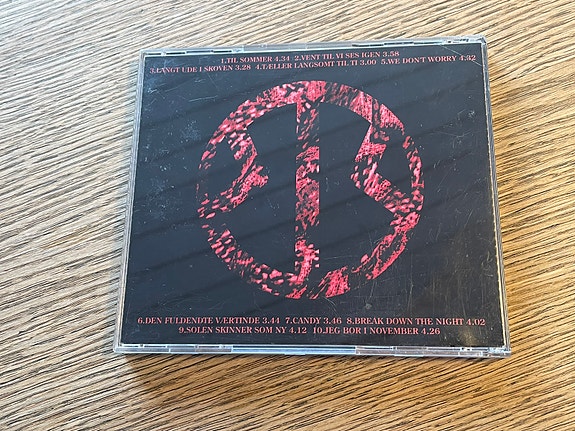 1.TIL SOMMER 4.34 2.VENT TIL VI SES IGEN 3.58
3.LANGT UDE I SKOVEN 3.28 4.TÆLLER LANGSOMT TIL TI 3.00 5.WE DON'T WORRY 4.42
6.DEN FULDENDTE VÆRTINDE 3.44 7.CANDY 3.46 8.BREAK DOWN THE NIGHT 4.02
9.SOLEN SKINNER SOM NY 4.12 10.JEG BOR I NOVEMBER 4.26